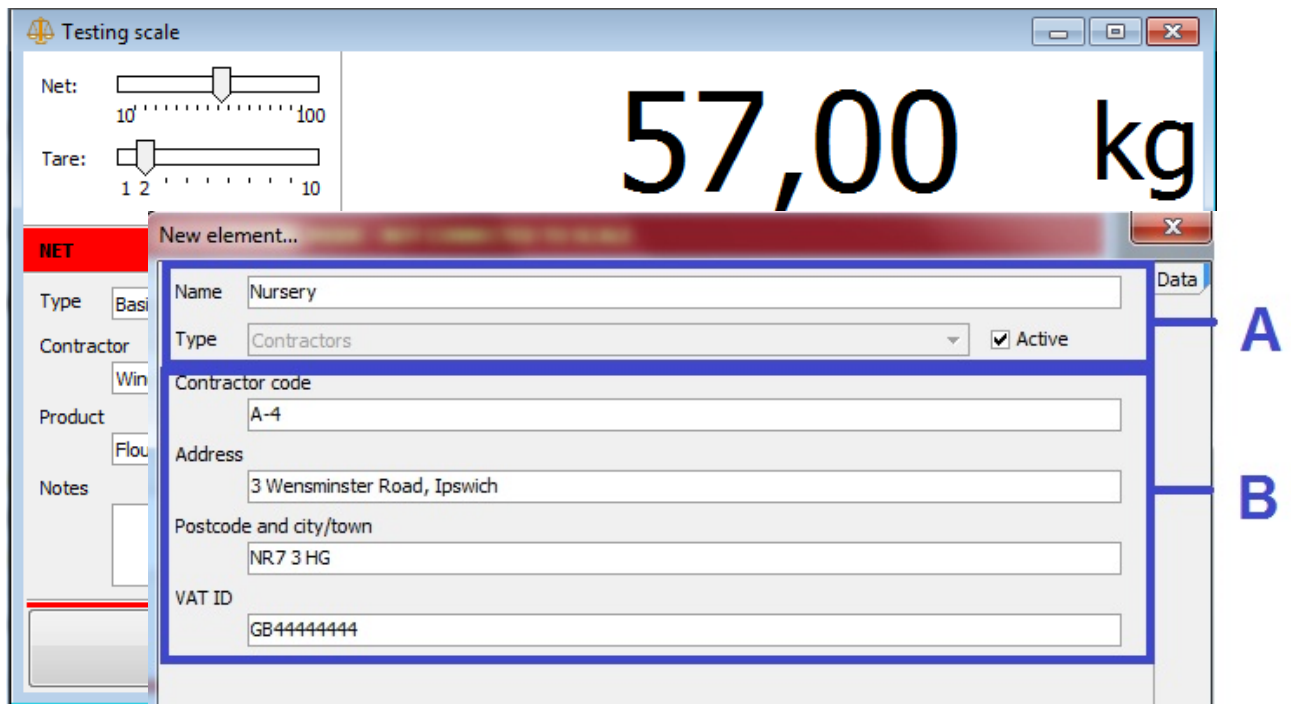 Testing scale
Net:
10 100
Tare:
1 2 10
57,00 kg
New element...
NET
Data
Name Nursery
Type Contractors Active
A
Type Basi
Contractor
Win
Product
Flou
Notes
Contractor code
A-4
Address
3 Wensminster Road, Ipswich
B
Postcode and city/town
NR7 3 HG
VAT ID
GB44444444